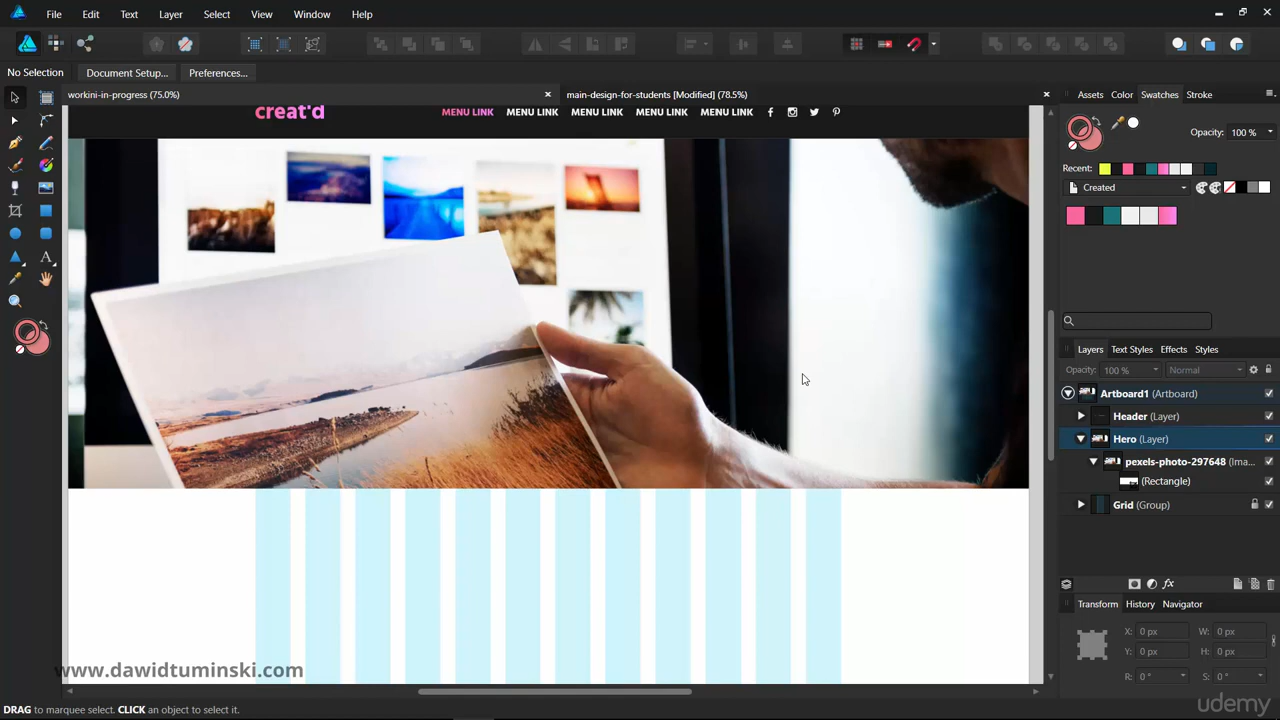 File Edit Text Layer Select View Window Help
No Selection Document Setup... Preferences...
workini-in-progress (75.0%) main-design-for-students [Modified] (78.5%)
Assets Color Swatches Stroke
creat'd MENU LINK MENU LINK MENU LINK MENU LINK MENU LINK
Opacity: 100 %
Recent:
Created
Layers Text Styles Effects Styles
Opacity: 100 % Normal
Artboard1 (Artboard)
Header (Layer)
Hero (Layer)
pexels-photo-297648 (Ima...
(Rectangle)
Grid (Group)
Transform History Navigator
X: 0 px W: 0 px
Y: 0 px H: 0 px
R: 0 ° S: 0 °
www.dawidtuminski.com
udemy
DRAG to marquee select. CLICK an object to select it.